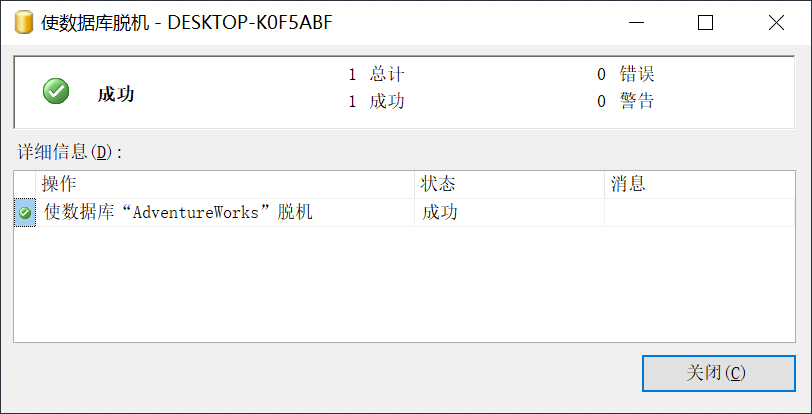 使数据库脱机 - DESKTOP-K0F5ABF
成功
1 总计 0 错误
1 成功 0 警告
详细信息(D):
操作 状态 消息
使数据库“AdventureWorks”脱机 成功
关闭(C)